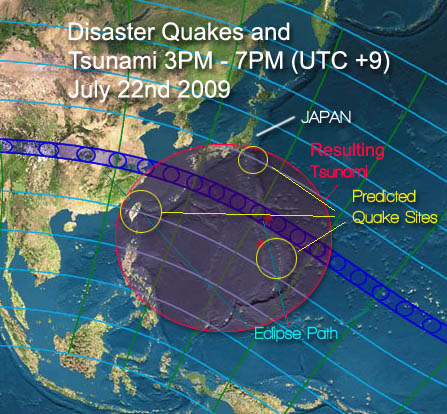 Disaster Quakes and
Tsunami 3PM - 7PM (UTC +9)
July 22nd 2009
JAPAN
Resulting
Tsunami
Predicted
Quake Sites
Eclipse Path